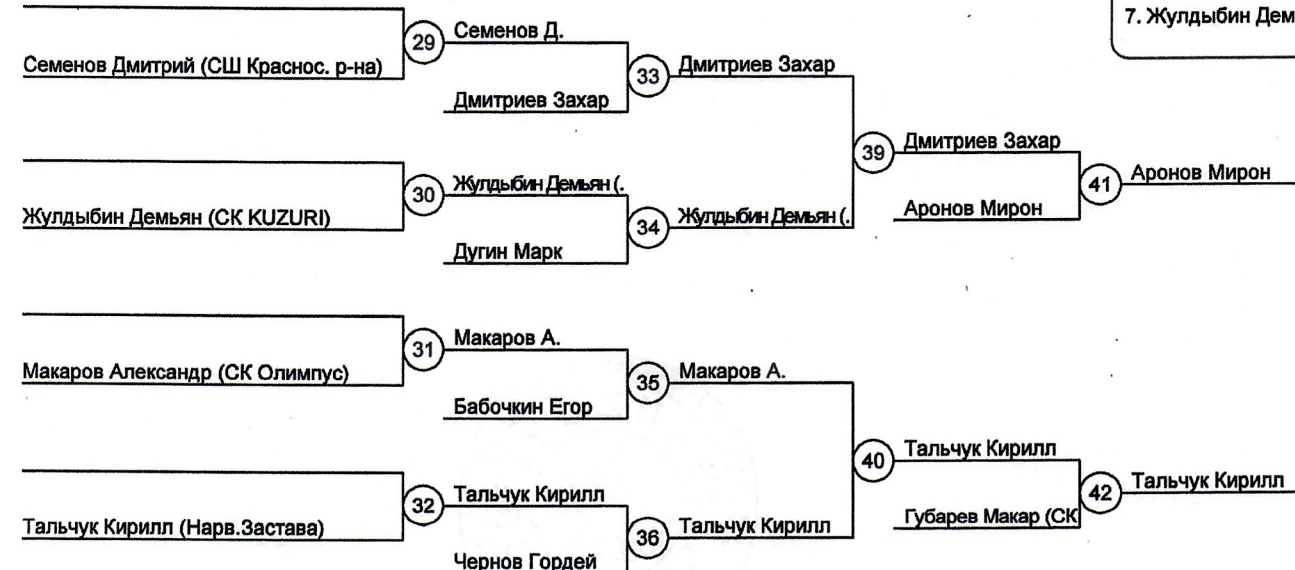 7. Жулдыбин Дем
29
Семенов Д.
Семенов Дмитрий (СШ Краснос. р-на)
33
Дмитриев Захар
Дмитриев Захар
39
Дмитриев Захар
30
Жулдыбин Демьян (.
41
Аронов Мирон
Жулдыбин Демьян (СК KUZURI)
34
Жулдыбин Демьян (.
Аронов Мирон
Дугин Марк
31
Макаров А.
Макаров Александр (СК Олимпус)
35
Макаров А.
Бабочкин Егор
40
Тальчук Кирилл
32
Тальчук Кирилл
42
Тальчук Кирилл
Тальчук Кирилл (Нарв.Застава)
36
Тальчук Кирилл
Губарев Макар (СК
Чернов Гордей